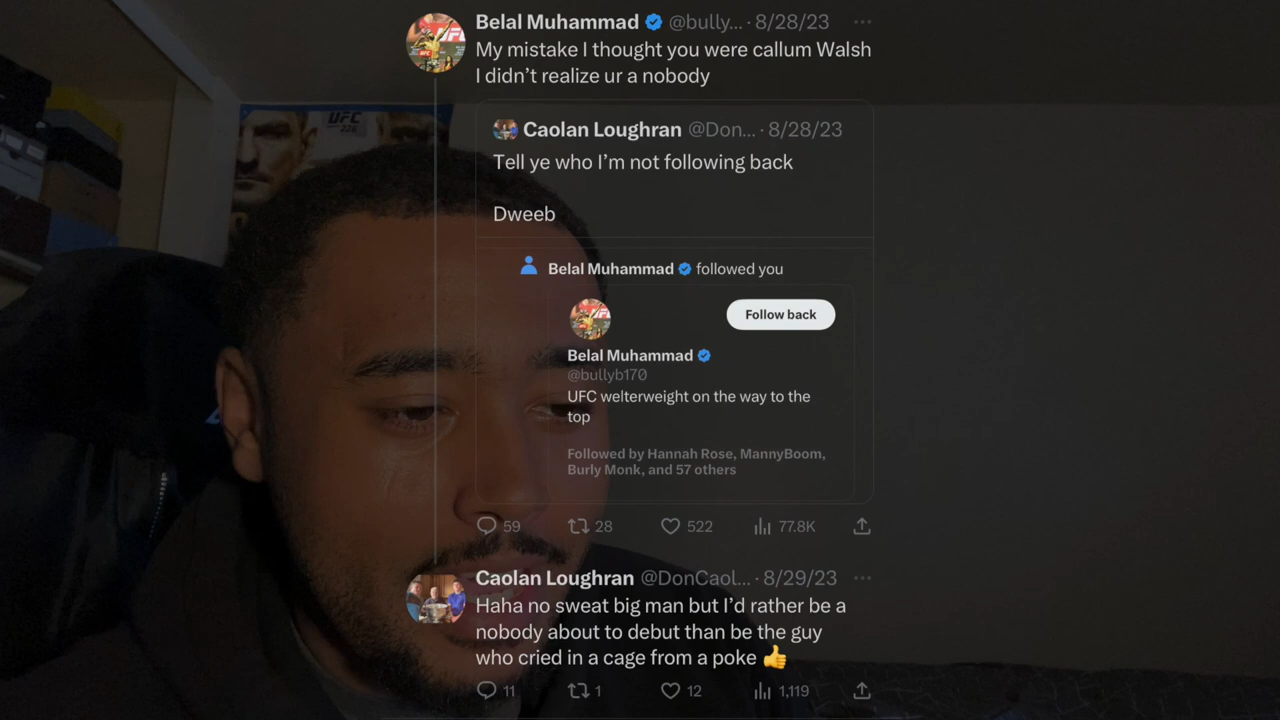 Belal Muhammad @bully... · 8/28/23 ...
My mistake I thought you were callum Walsh
I didn't realize ur a nobody
UFC
226
Caolan Loughran @Don... · 8/28/23
Tell ye who I'm not following back
Dweeb
Belal Muhammad followed you
Follow back
Belal Muhammad
@bullyb170
UFC welterweight on the way to the
top
Followed by Hannah Rose, MannyBoom,
Burly Monk, and 57 others
59 28 522 77.8K
Caolan Loughran @DonCaol... · 8/29/23 ...
Haha no sweat big man but I'd rather be a
nobody about to debut than be the guy
who cried in a cage from a poke 👍
11 1 12 1,119